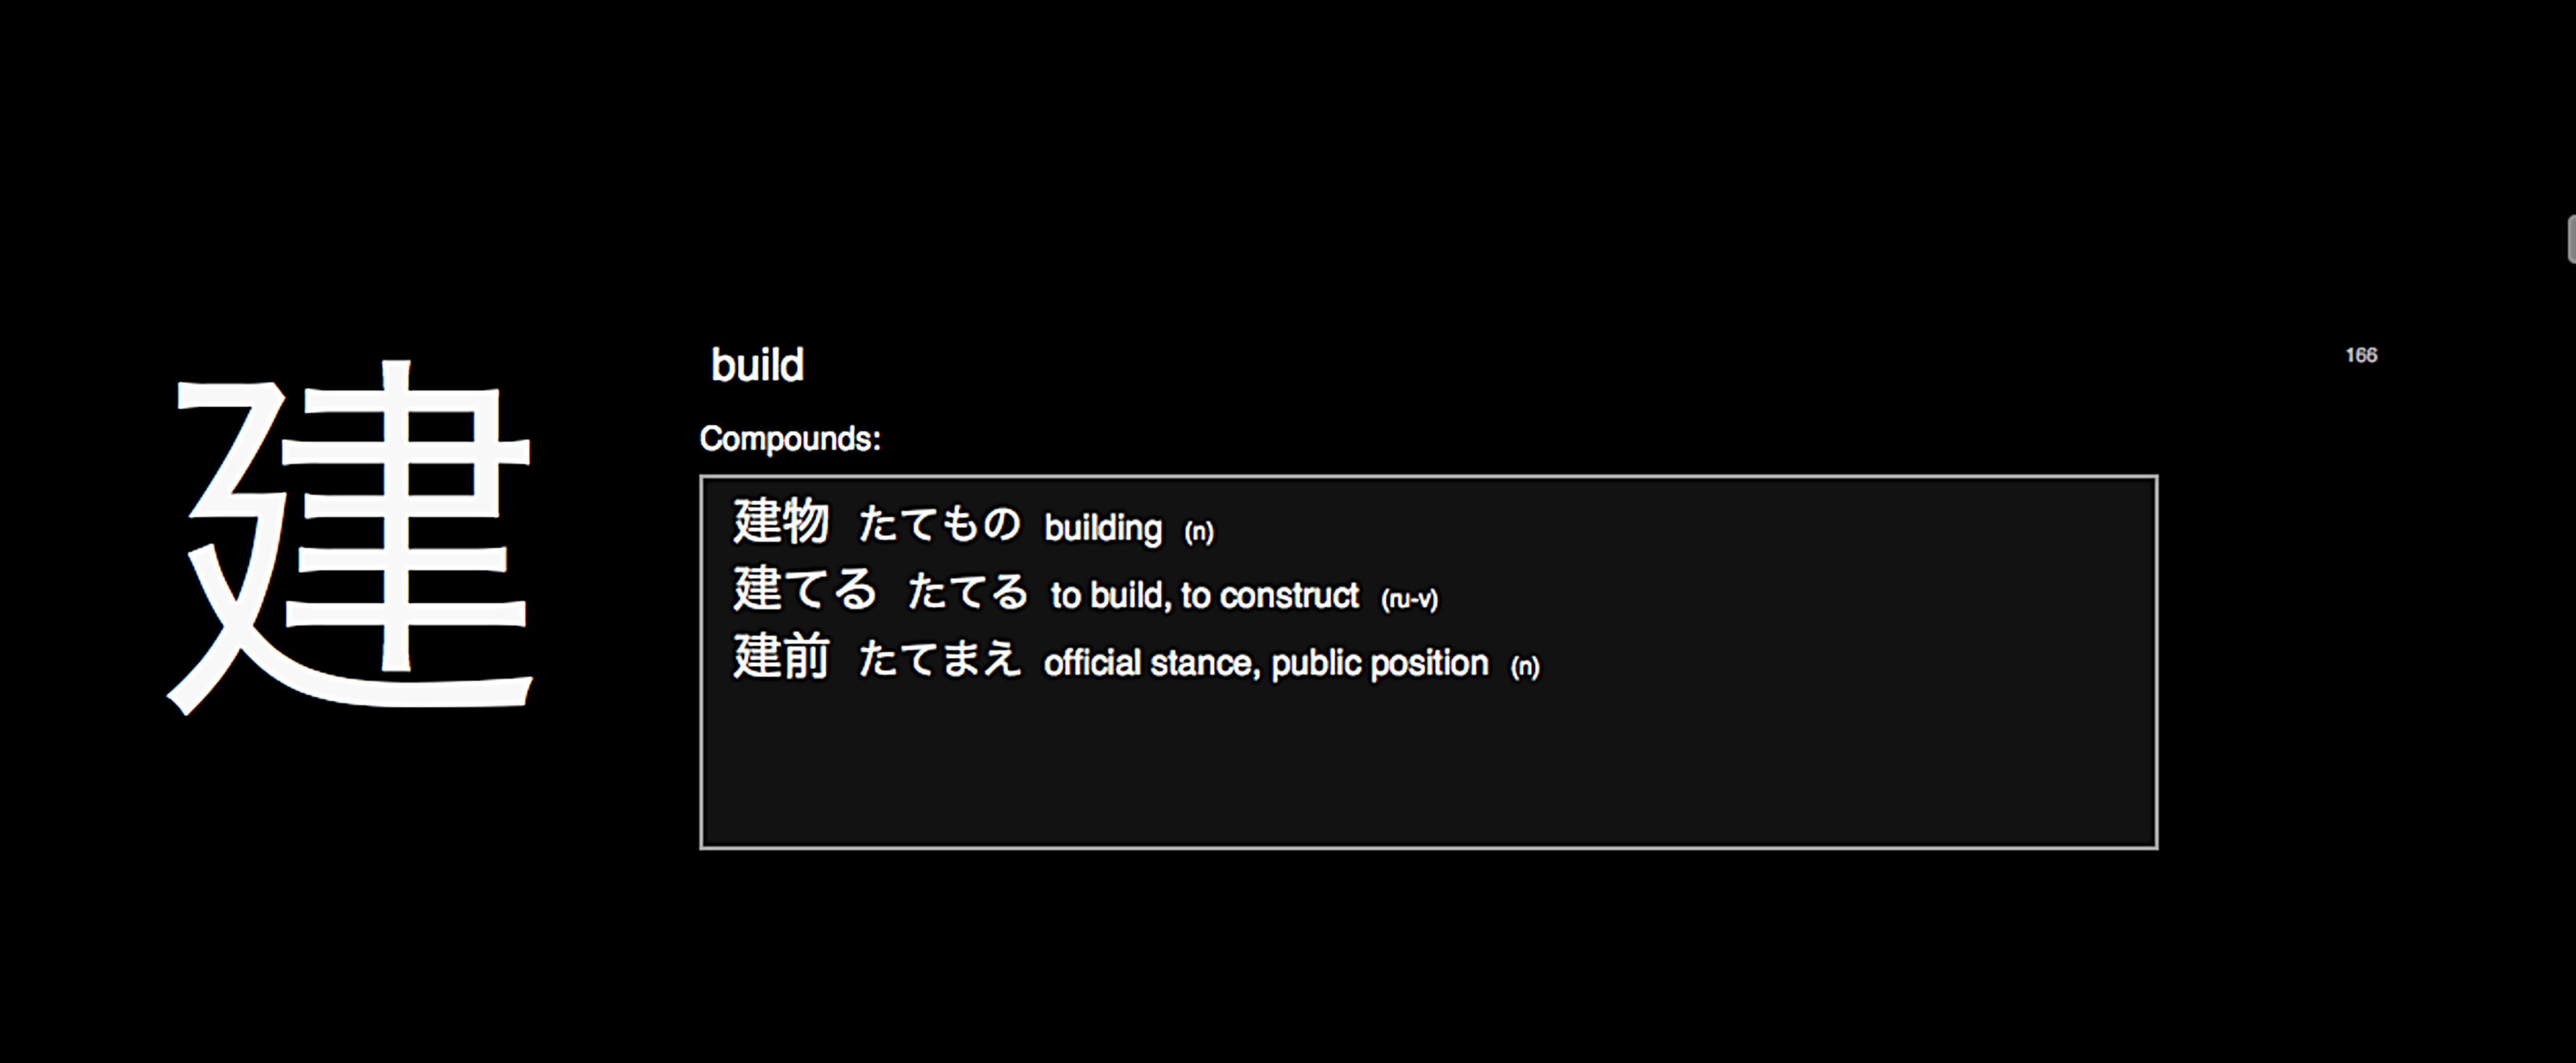 建
build
166
Compounds:
建物 たてもの building (n)
建てる たてる to build, to construct (ru-v)
建前 たてまえ official stance, public position (n)